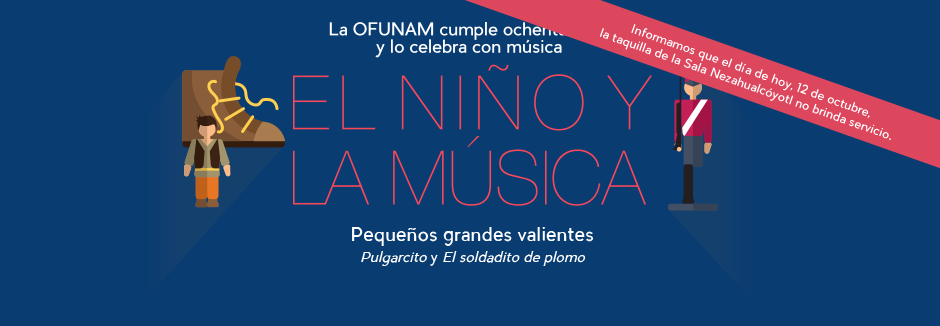 La OFUNAM cumple
y lo celebra con música
EL NIÑO Y
LA MÚSICA
Pequeños grandes valientes
Pulgarcito y El soldadito de plomo
Informamos que el día de hoy, 12 de octubre,
la taquilla de la Sala Nezahualcóyotl no brinda servicio.